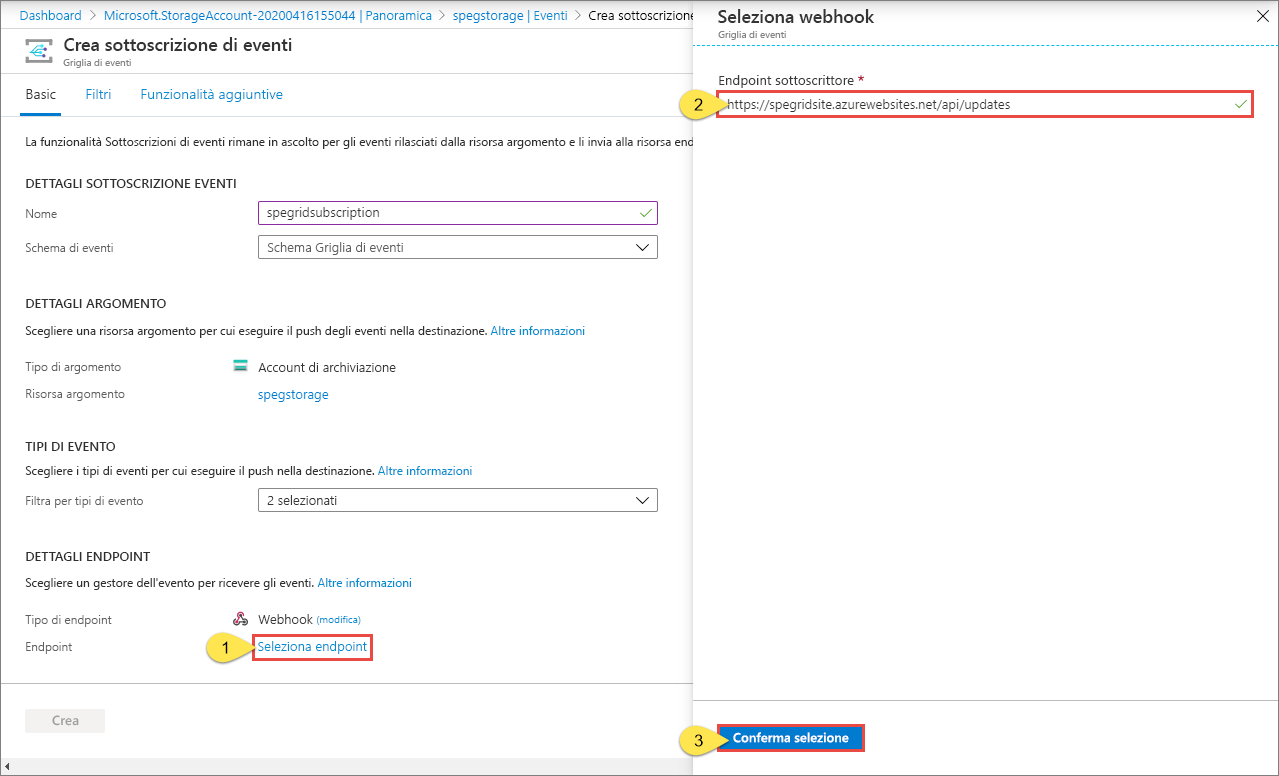 Dashboard > Microsoft.StorageAccount-20200416155044 | Panoramica > spegstorage | Eventi > Crea sottoscrizione
Crea sottoscrizione di eventi
Griglia di eventi
Basic Filtri Funzionalità aggiuntive
La funzionalità Sottoscrizioni di eventi rimane in ascolto per gli eventi rilasciati dalla risorsa argomento e li invia alla risorsa end
DETTAGLI SOTTOSCRIZIONE EVENTI
Nome spegridsubscription
Schema di eventi Schema Griglia di eventi
DETTAGLI ARGOMENTO
Scegliere una risorsa argomento per cui eseguire il push degli eventi nella destinazione. Altre informazioni
Tipo di argomento Account di archiviazione
Risorsa argomento spegstorage
TIPI DI EVENTO
Scegliere i tipi di eventi per cui eseguire il push nella destinazione. Altre informazioni
Filtra per tipi di evento 2 selezionati
DETTAGLI ENDPOINT
Scegliere un gestore dell'evento per ricevere gli eventi. Altre informazioni
Tipo di endpoint Webhook (modifica)
Endpoint 1 Seleziona endpoint
Crea
Seleziona webhook
Griglia di eventi
Endpoint sottoscrittore *
2 https://spegridsite.azurewebsites.net/api/updates
3 Conferma selezione